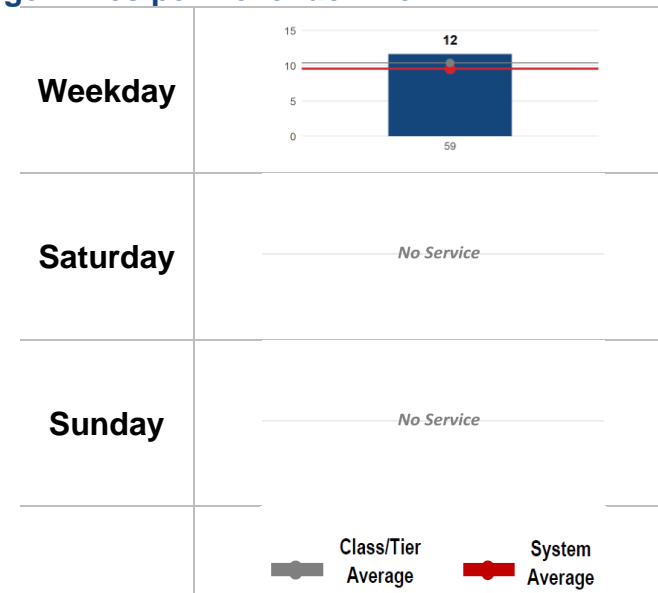 Weekday
15
12
10
5
0
59
Saturday
No Service
Sunday
No Service
Class/Tier
Average
System
Average